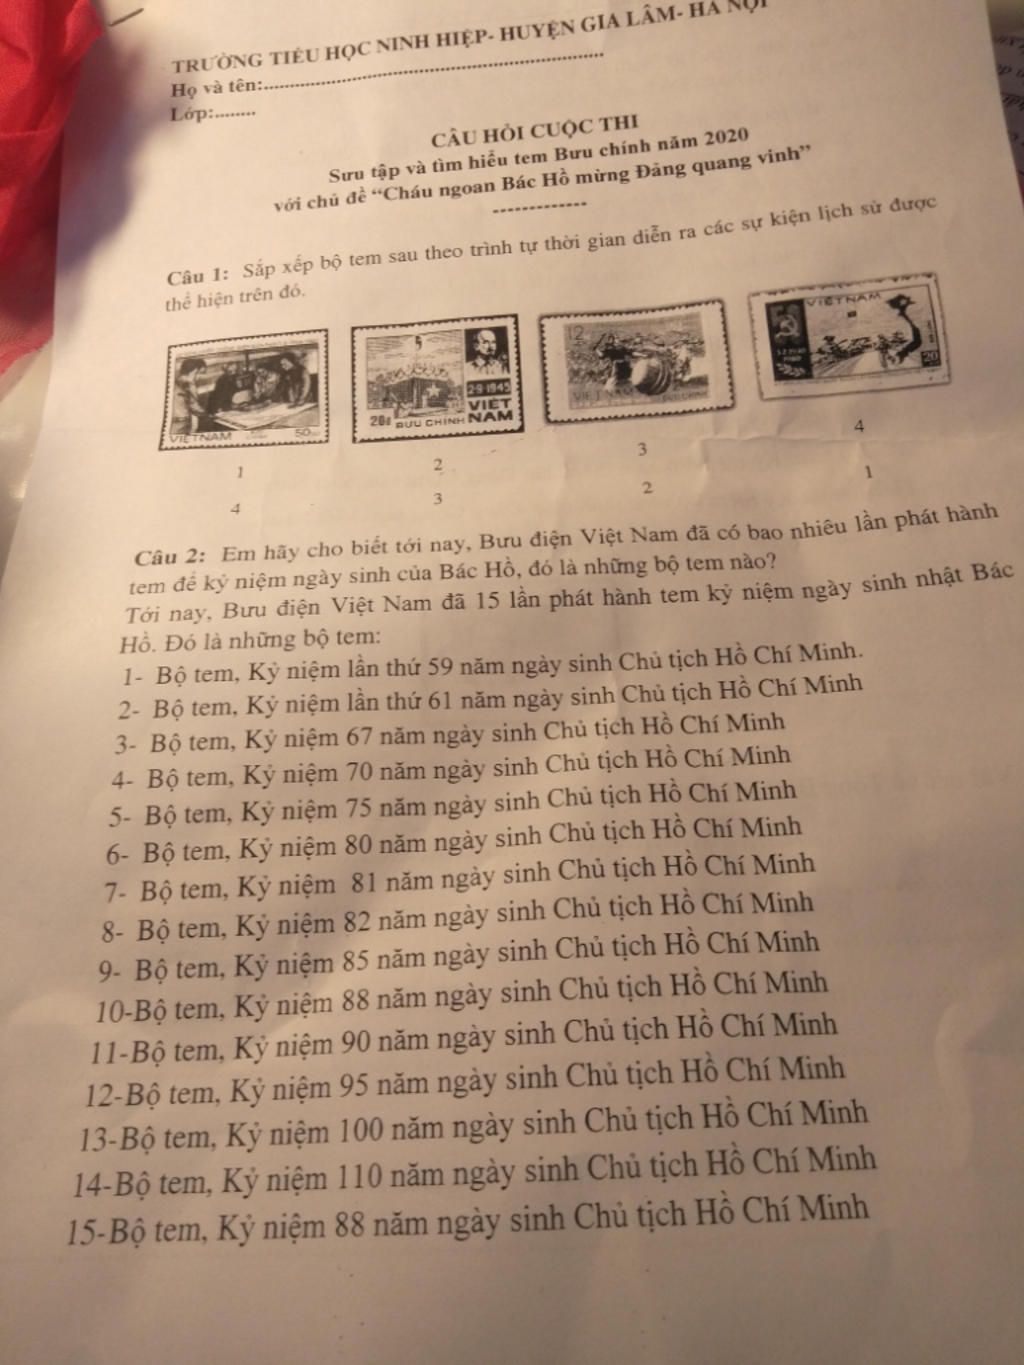 TRƯỜNG TIỂU HỌC NINH HIỆP- HUYỆN GIA LÂM- HÀ NỘI
Họ và tên:...............................................................
Lớp:........
CÂU HỎI CUỘC THI
Sưu tập và tìm hiểu tem Bưu chính năm 2020
với chủ đề “Cháu ngoan Bác Hồ mừng Đảng quang vinh”
-------------
Câu 1: Sắp xếp bộ tem sau theo trình tự thời gian diễn ra các sự kiện lịch sử được
thể hiện trên đó.
VIETNAM 50
2-9-1945
VIỆT
20đ BƯU CHINH NAM
12
VIETNAM BUU CHINH
VIETNAM
20
1 2 3 4
4 3 2 1
Câu 2: Em hãy cho biết tới nay, Bưu điện Việt Nam đã có bao nhiêu lần phát hành
tem để kỷ niệm ngày sinh của Bác Hồ, đó là những bộ tem nào?
Tới nay, Bưu điện Việt Nam đã 15 lần phát hành tem kỷ niệm ngày sinh nhật Bác
Hồ. Đó là những bộ tem:
1- Bộ tem, Kỷ niệm lần thứ 59 năm ngày sinh Chủ tịch Hồ Chí Minh.
2- Bộ tem, Kỷ niệm lần thứ 61 năm ngày sinh Chủ tịch Hồ Chí Minh
3- Bộ tem, Kỷ niệm 67 năm ngày sinh Chủ tịch Hồ Chí Minh
4- Bộ tem, Kỷ niệm 70 năm ngày sinh Chủ tịch Hồ Chí Minh
5- Bộ tem, Kỷ niệm 75 năm ngày sinh Chủ tịch Hồ Chí Minh
6- Bộ tem, Kỷ niệm 80 năm ngày sinh Chủ tịch Hồ Chí Minh
7- Bộ tem, Kỷ niệm 81 năm ngày sinh Chủ tịch Hồ Chí Minh
8- Bộ tem, Kỷ niệm 82 năm ngày sinh Chủ tịch Hồ Chí Minh
9- Bộ tem, Kỷ niệm 85 năm ngày sinh Chủ tịch Hồ Chí Minh
10-Bộ tem, Kỷ niệm 88 năm ngày sinh Chủ tịch Hồ Chí Minh
11-Bộ tem, Kỷ niệm 90 năm ngày sinh Chủ tịch Hồ Chí Minh
12-Bộ tem, Kỷ niệm 95 năm ngày sinh Chủ tịch Hồ Chí Minh
13-Bộ tem, Kỷ niệm 100 năm ngày sinh Chủ tịch Hồ Chí Minh
14-Bộ tem, Kỷ niệm 110 năm ngày sinh Chủ tịch Hồ Chí Minh
15-Bộ tem, Kỷ niệm 88 năm ngày sinh Chủ tịch Hồ Chí Minh